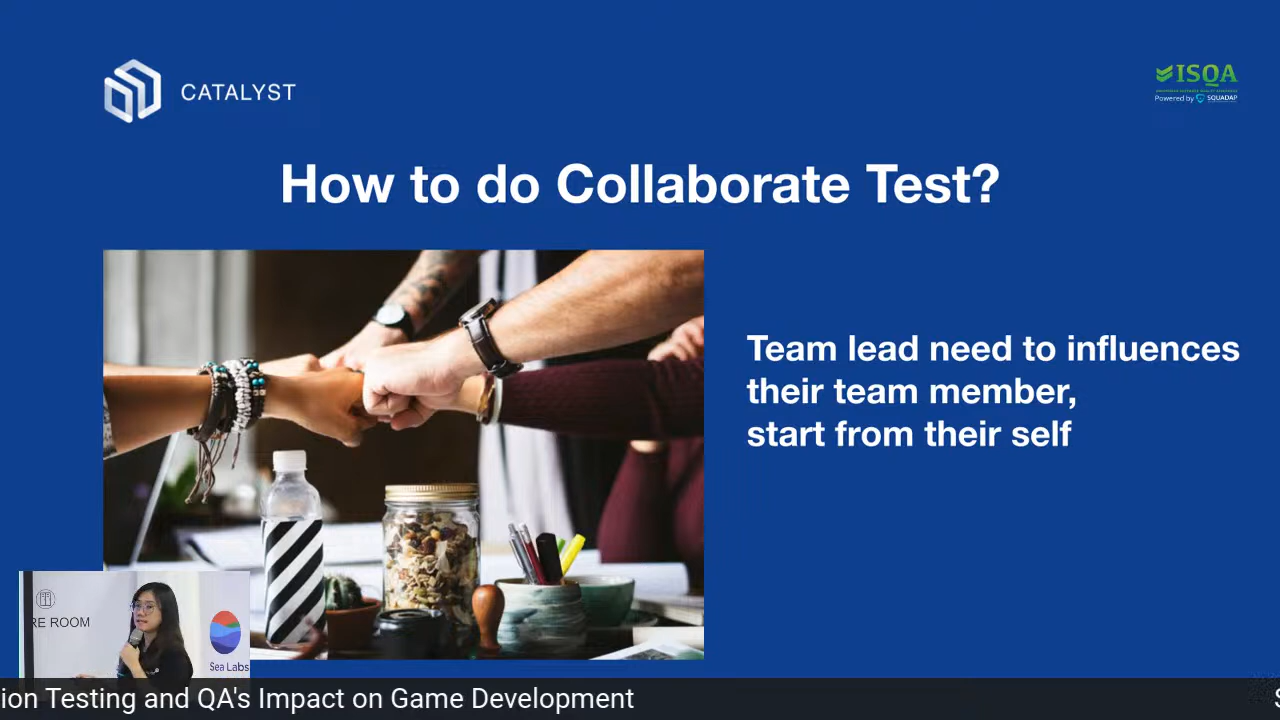 CATALYST
ISQA
Powered by SQUADAP
How to do Collaborate Test?
Team lead need to influences
their team member,
start from their self
RE ROOM
Sea Labs
ion Testing and QA's Impact on Game Development
S